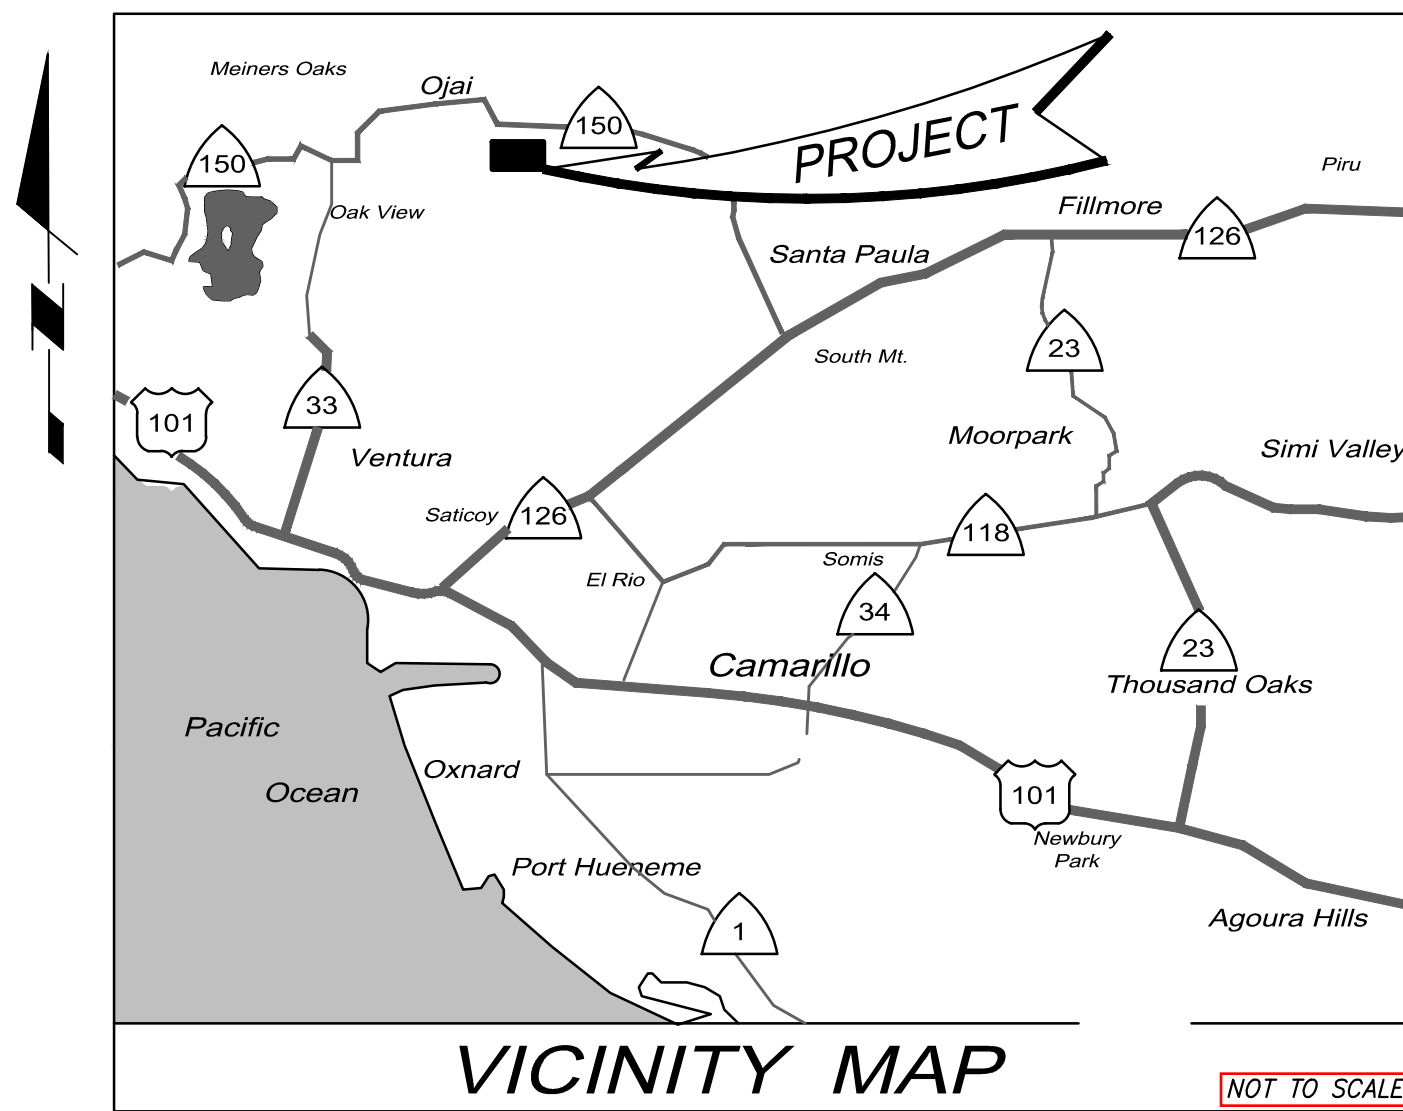 Meiners Oaks
Ojai
150
150
PROJECT
Piru
Oak View
Fillmore
126
Santa Paula
23
South Mt.
101
33
Moorpark
Simi Valley
Ventura
Saticoy
126
118
Somis
El Rio
34
23
Camarillo
Thousand Oaks
Pacific
Ocean
Oxnard
101
Newbury
Park
Port Hueneme
Agoura Hills
1
VICINITY MAP
NOT TO SCALE